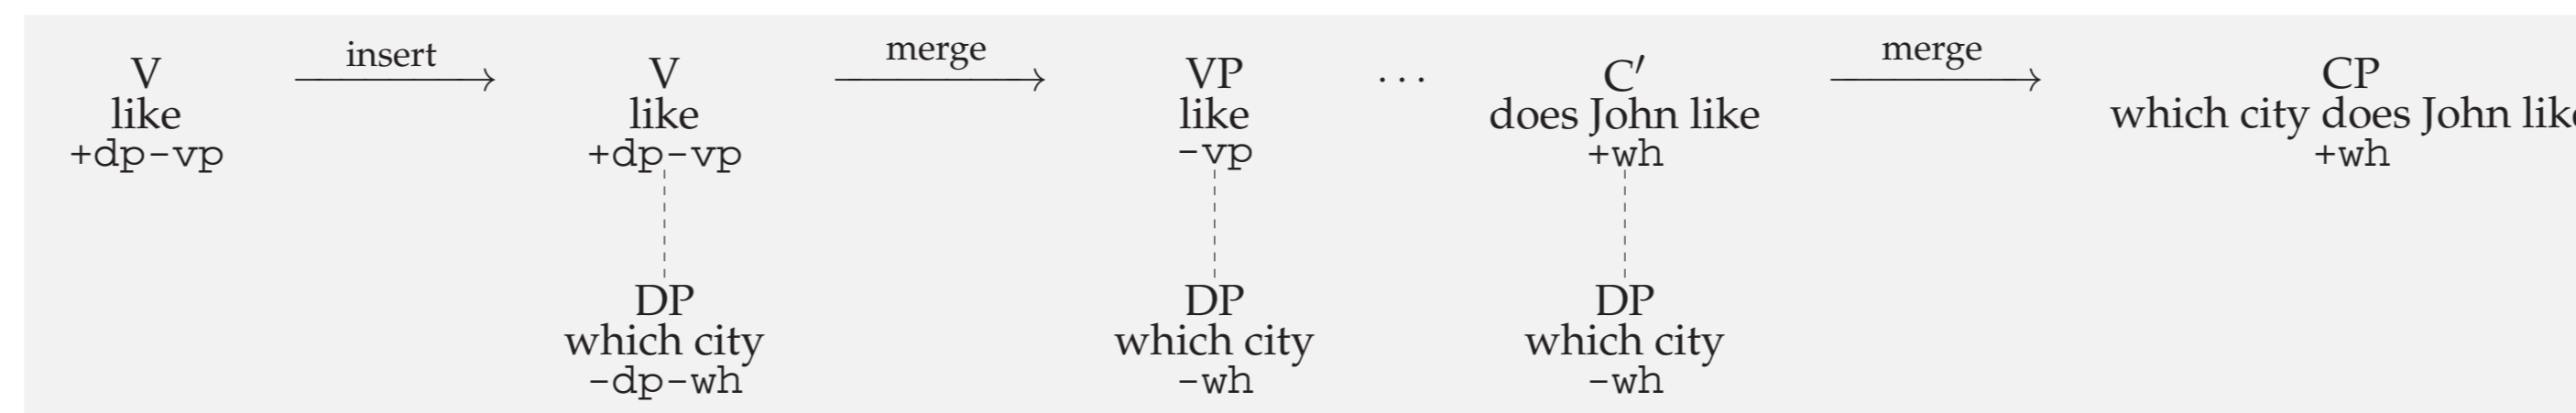 V insert V merge VP ... C′ merge CP
like like like does John like which city does John like
+dp-vp +dp-vp -vp +wh +wh
DP DP DP
which city which city which city
-dp-wh -wh -wh